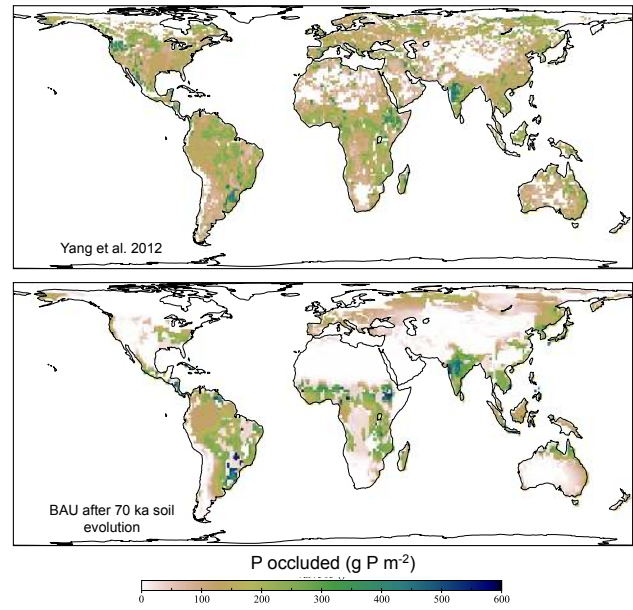 Yang et al. 2012
BAU after 70 ka soil
evolution
P occluded (g P m-2)
0 100 200 300 400 500 600